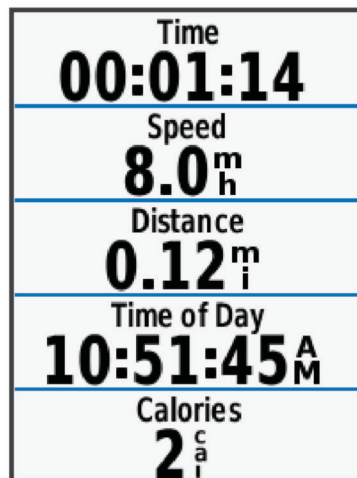 Time
00:01:14
Speed
8.0 mh
Distance
0.12 mi
Time of Day
10:51:45 AM
Calories
2 cal